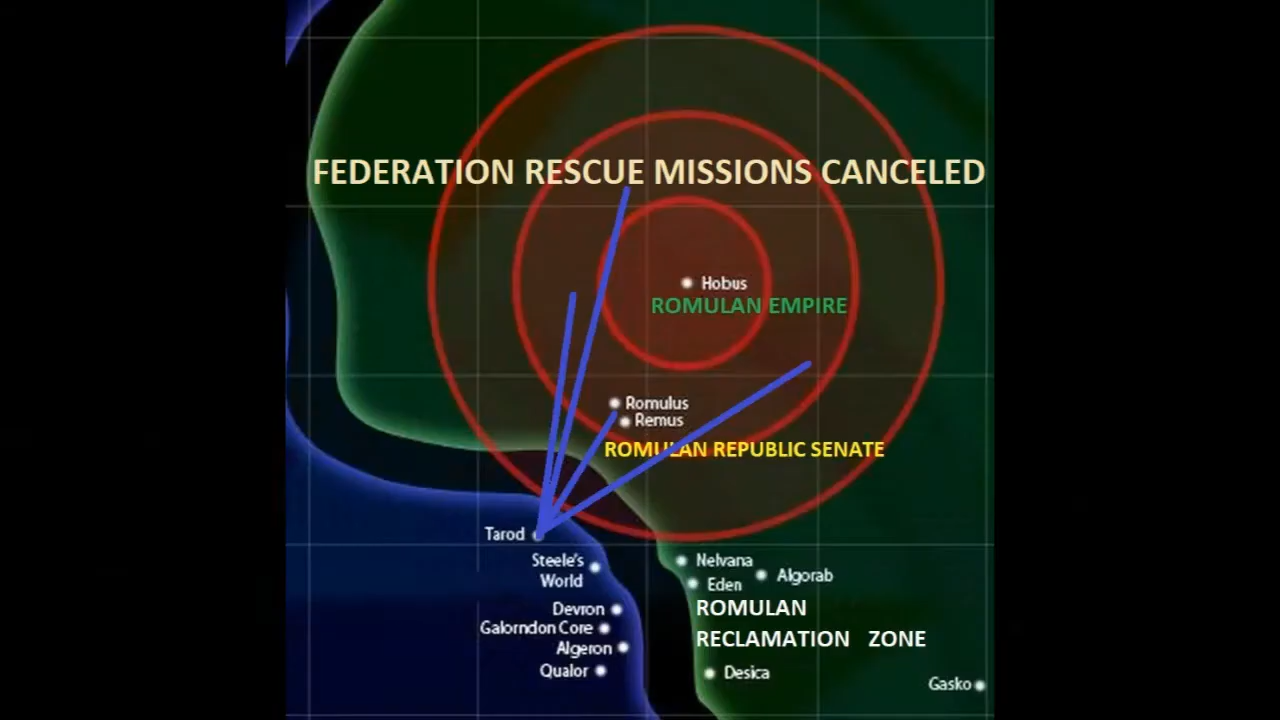 FEDERATION RESCUE MISSIONS CANCELED
Hobus
ROMULAN EMPIRE
Romulus
Remus
ROMULAN REPUBLIC SENATE
Tarod
Steele's
World
Nelvana
Algorab
Eden
Devron
ROMULAN
Galorndon Core
RECLAMATION ZONE
Algeron
Qualor
Desica
Gasko